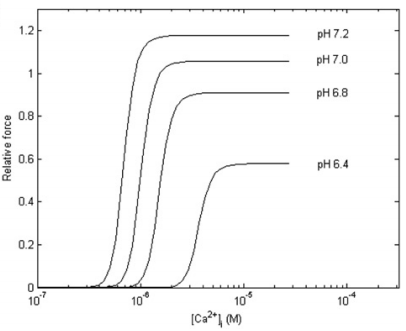 1.2
1
0.8
0.6
0.4
0.2
0
Relative force
pH 7.2
pH 7.0
pH 6.8
pH 6.4
10⁻⁷ 10⁻⁶ 10⁻⁵ 10⁻⁴
[Ca²⁺]ᵢ (M)